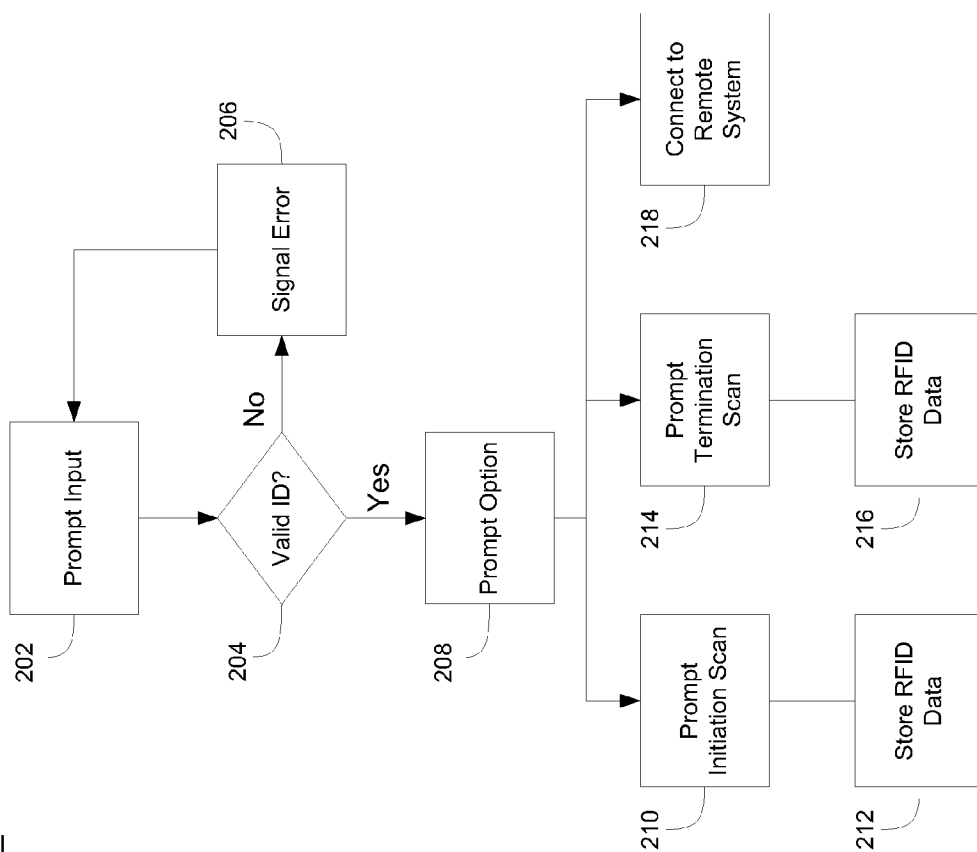 202
Prompt Input
206
Signal Error
204
Valid ID?
No
Yes
208
Prompt Option
210
Prompt
Initiation Scan
214
Prompt
Termination
Scan
218
Connect to
Remote
System
212
Store RFID
Data
216
Store RFID
Data